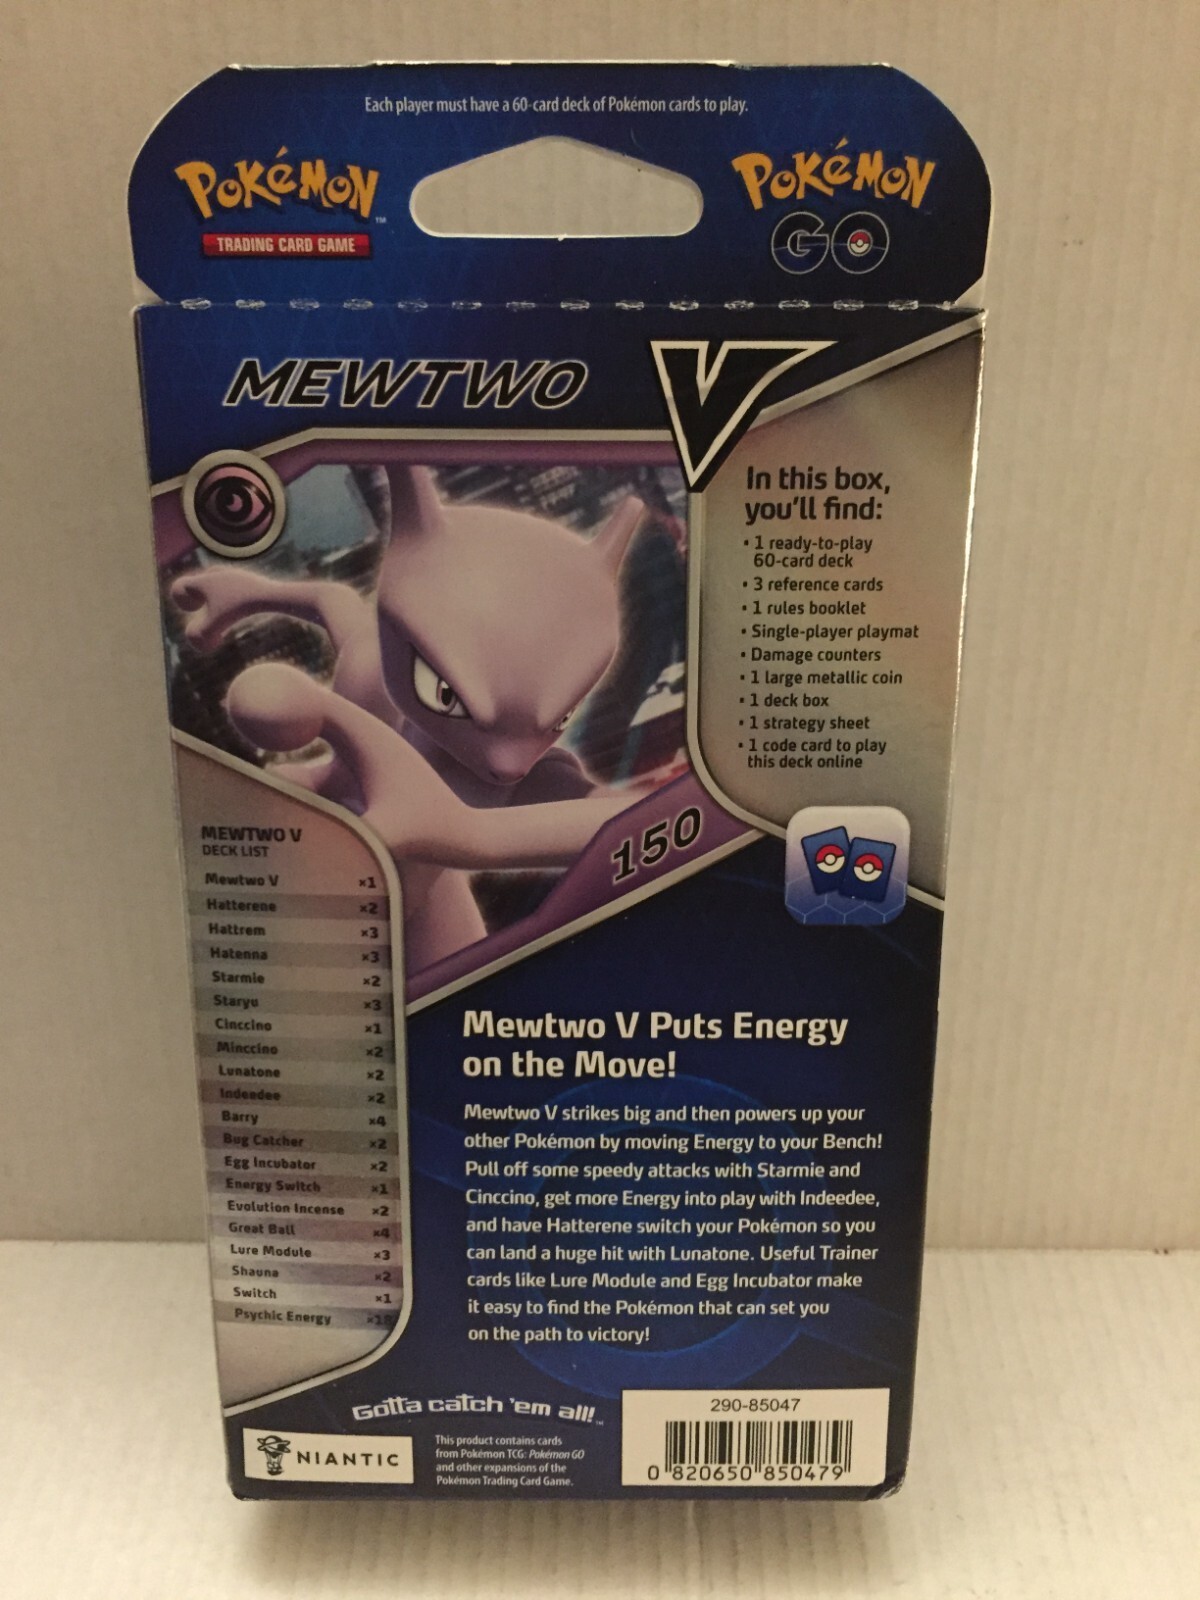 Each player must have a 60-card deck of Pokémon cards to play.
POKéMON™
TRADING CARD GAME
POKéMON
GO
MEWTWO V
In this box,
you'll find:
• 1 ready-to-play
60-card deck
• 3 reference cards
• 1 rules booklet
• Single-player playmat
• Damage counters
• 1 large metallic coin
• 1 deck box
• 1 strategy sheet
• 1 code card to play
this deck online
150
MEWTWO V
DECK LIST
Mewtwo V ×1
Hatterene ×2
Hattrem ×3
Hatenna ×3
Starmie ×2
Staryu ×3
Cinccino ×1
Minccino ×2
Lunatone ×2
Indeedee ×2
Barry ×4
Bug Catcher ×2
Egg Incubator ×2
Energy Switch ×1
Evolution Incense ×2
Great Ball ×4
Lure Module ×3
Shauna ×2
Switch ×1
Psychic Energy ×18
Mewtwo V Puts Energy
on the Move!
Mewtwo V strikes big and then powers up your
other Pokémon by moving Energy to your Bench!
Pull off some speedy attacks with Starmie and
Cinccino, get more Energy into play with Indeedee,
and have Hatterene switch your Pokémon so you
can land a huge hit with Lunatone. Useful Trainer
cards like Lure Module and Egg Incubator make
it easy to find the Pokémon that can set you
on the path to victory!
Gotta catch 'em all!™
NIANTIC
This product contains cards
from Pokémon TCG: Pokémon GO
and other expansions of the
Pokémon Trading Card Game.
290-85047
0 820650 850479